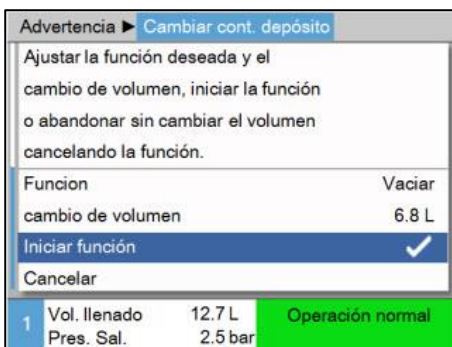 Advertencia ► Cambiar cont. depósito
Ajustar la función deseada y el
cambio de volumen, iniciar la función
o abandonar sin cambiar el volumen
cancelando la función.
Funcion Vaciar
cambio de volumen 6.8 L
Iniciar función ✓
Cancelar
1 Vol. llenado 12.7 L Operación normal
Pres. Sal. 2.5 bar